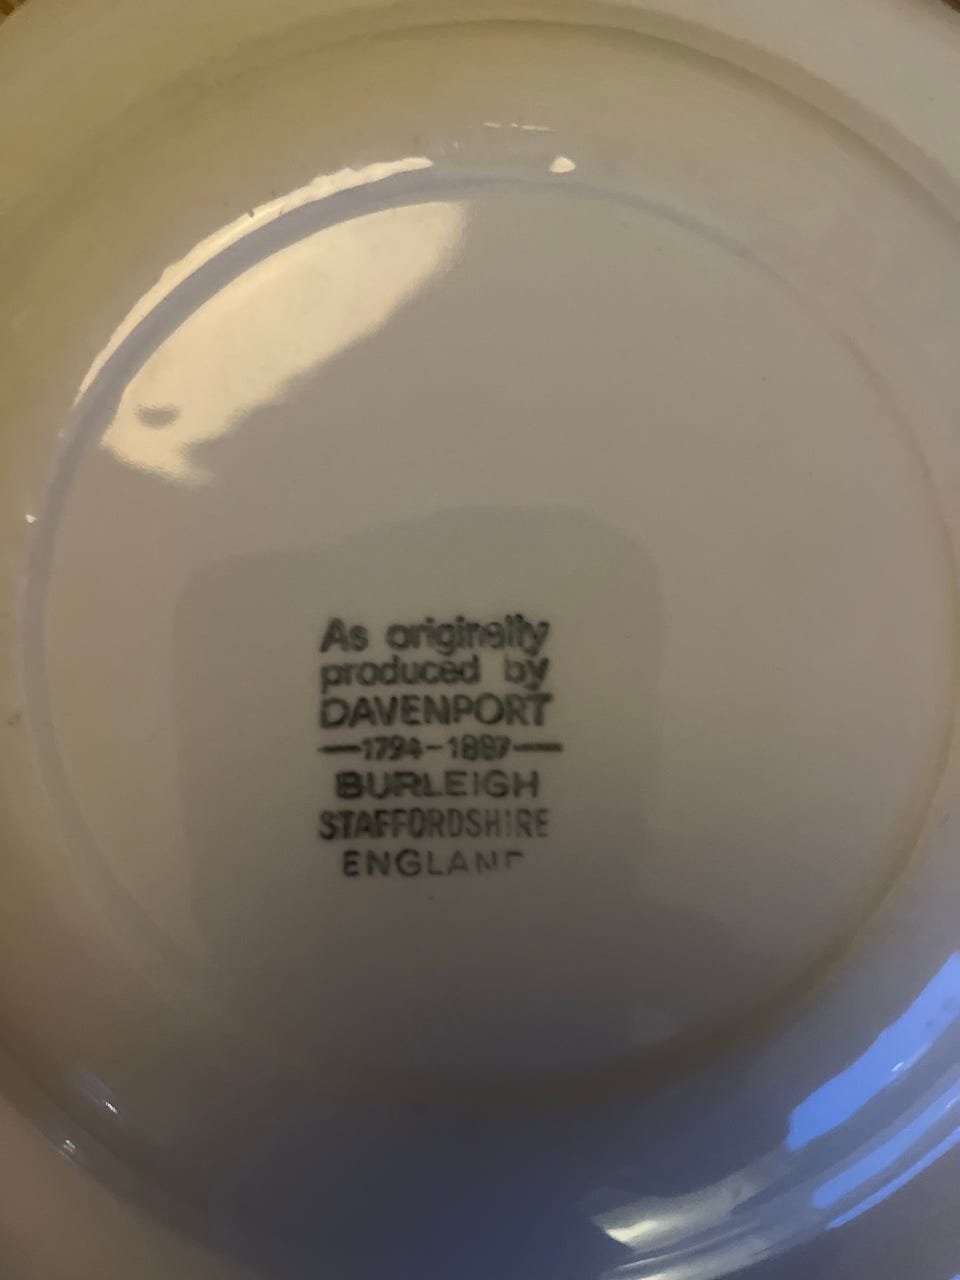 As originally
produced by
DAVENPORT
—1794-1887—
BURLEIGH
STAFFORDSHIRE
ENGLAND